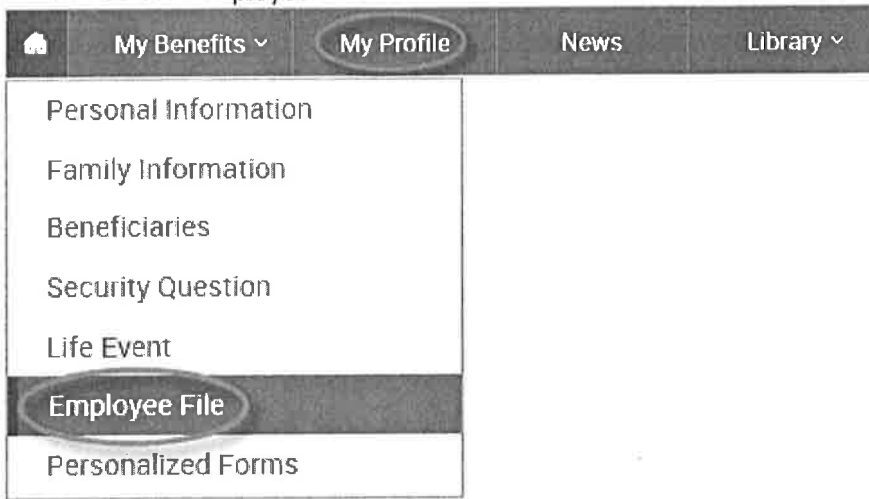 My Benefits My Profile News Library
Personal Information
Family Information
Beneficiaries
Security Question
Life Event
Employee File
Personalized Forms